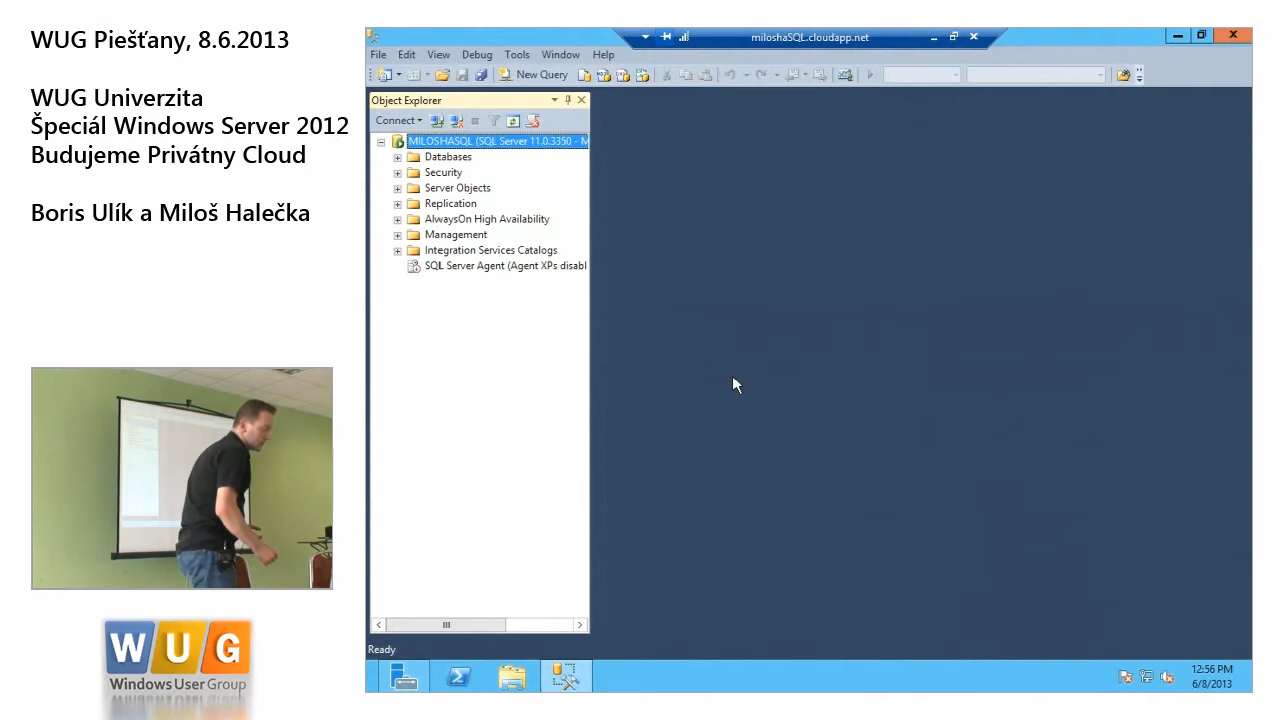 WUG Piešťany, 8.6.2013
WUG Univerzita
Špeciál Windows Server 2012
Budujeme Privátny Cloud
Boris Ulík a Miloš Halečka
WUG
Windows User Group
miloshaSQL.cloudapp.net
File Edit View Debug Tools Window Help
New Query
Object Explorer
Connect
MILOSHASQL (SQL Server 11.0.3350 - M
Databases
Security
Server Objects
Replication
AlwaysOn High Availability
Management
Integration Services Catalogs
SQL Server Agent (Agent XPs disabl
Ready
12:56 PM
6/8/2013